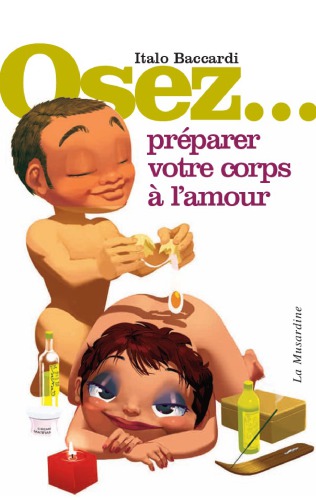 Italo Baccardi
Osez...
préparer
votre corps
à l'amour
La Musardine